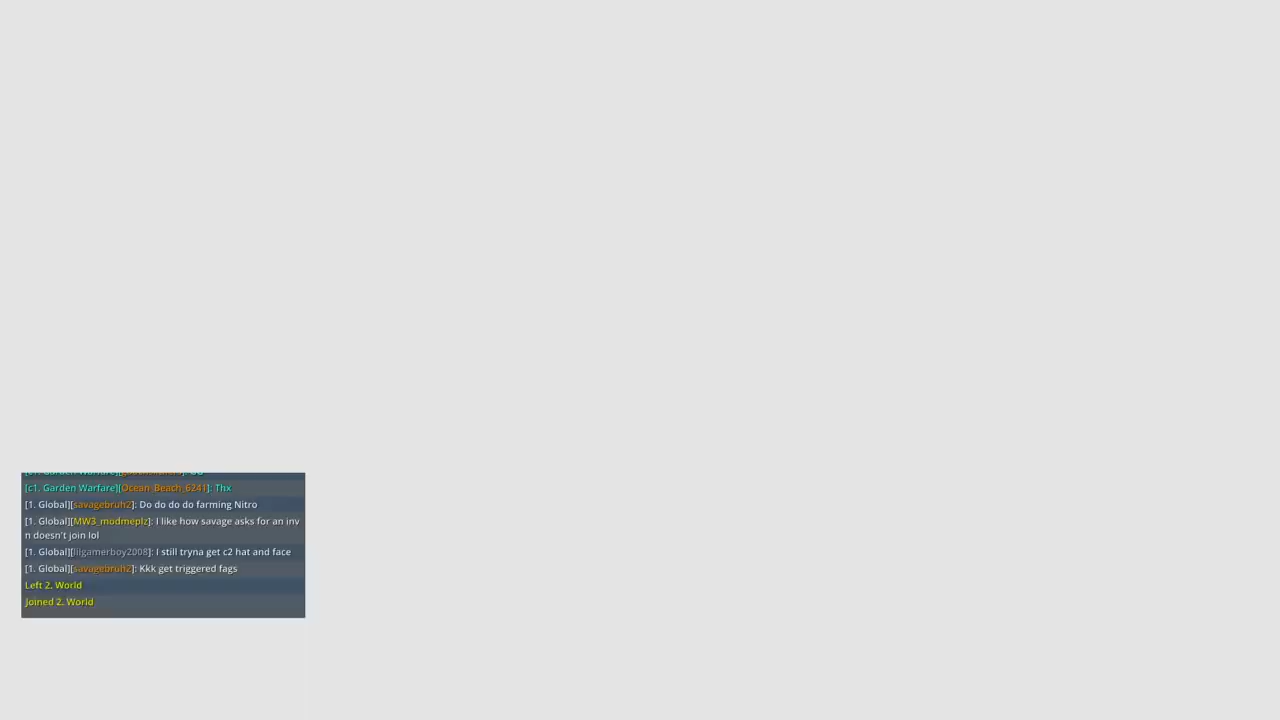 [c1. Garden Warfare][Ocean_Beach_6241]: Thx
[1. Global][savagebruh2]: Do do do do farming Nitro
[1. Global][MW3_modmeplz]: I like how savage asks for an inv
n doesn't join lol
[1. Global][lilgamerboy2008]: I still tryna get c2 hat and face
[1. Global][savagebruh2]: Kkk get triggered fags
Left 2. World
Joined 2. World